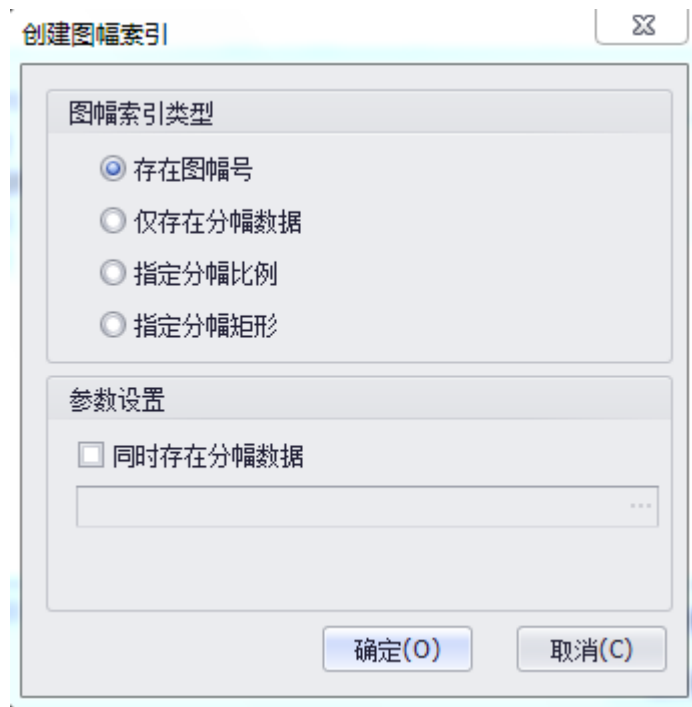 创建图幅索引
图幅索引类型
存在图幅号
仅存在分幅数据
指定分幅比例
指定分幅矩形
参数设置
同时存在分幅数据
...
确定(O)
取消(C)